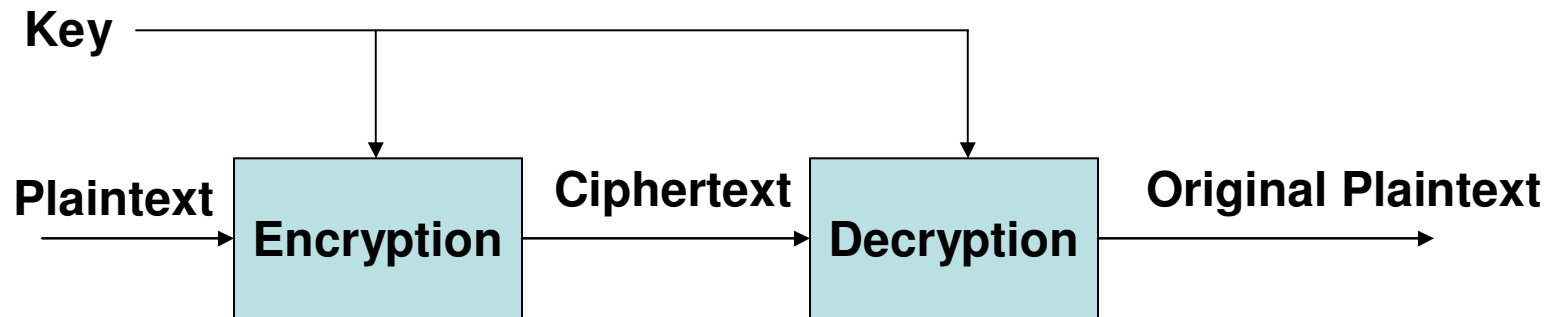 Key
Plaintext
Encryption
Ciphertext
Decryption
Original Plaintext